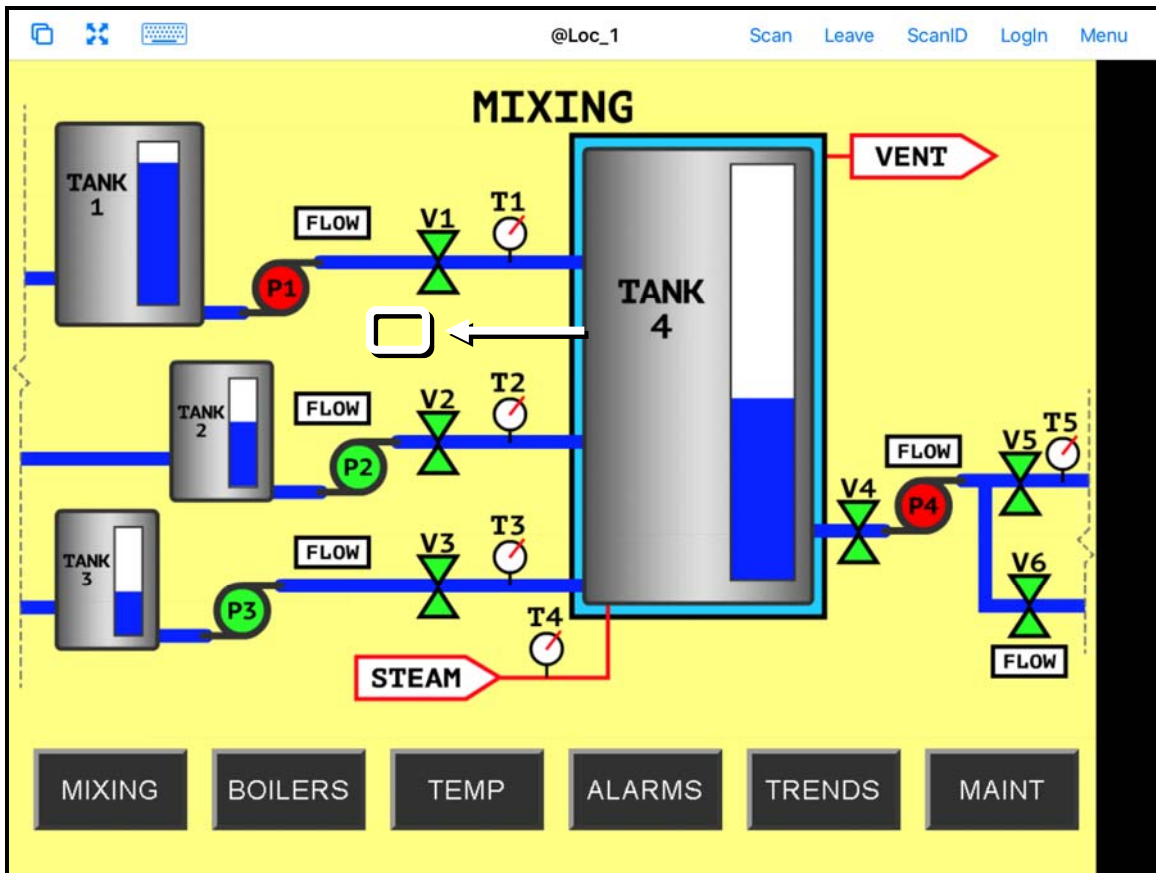 @Loc_1 Scan Leave ScanID LogIn Menu
MIXING
VENT
TANK
1
FLOW
V1
T1
P1
TANK
4
TANK
2
FLOW
V2
T2
P2
V4
FLOW
P4
V5
T5
TANK
3
FLOW
V3
T3
P3
V6
FLOW
T4
STEAM
MIXING BOILERS TEMP ALARMS TRENDS MAINT